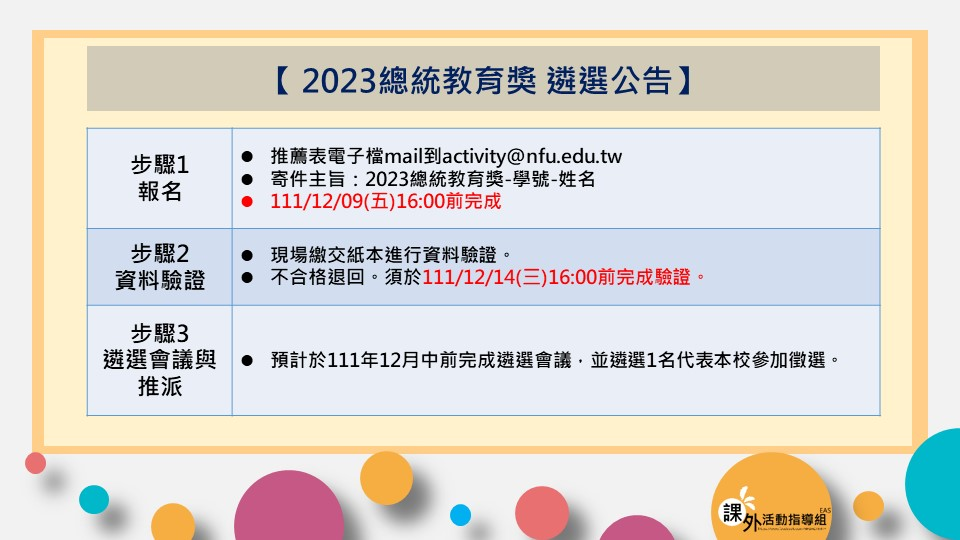 【 2023總統教育獎 遴選公告】
步驟1
報名
● 推薦表電子檔mail到activity@nfu.edu.tw
● 寄件主旨：2023總統教育獎-學號-姓名
● 111/12/09(五)16:00前完成
步驟2
資料驗證
● 現場繳交紙本進行資料驗證。
● 不合格退回。須於111/12/14(三)16:00前完成驗證。
步驟3
遴選會議與
推派
● 預計於111年12月中前完成遴選會議，並遴選1名代表本校參加徵選。
課外活動指導組
EAS